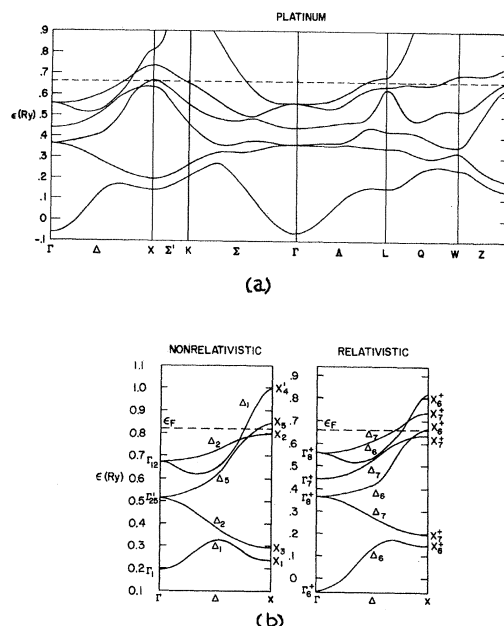 PLATINUM
.9
.8
.7
.6
.5
.4
.3
.2
.1
0
-.1
ϵ(Ry)
Γ Δ X Σ' K Σ Γ Λ L Q W Z
(a)
NONRELATIVISTIC RELATIVISTIC
1.1
1.0
0.9
0.8
0.7
0.6
0.5
0.4
0.3
0.2
0.1
ϵ(Ry)
ϵF
Γ12
Γ'25
Γ1
Δ1
Δ2
Δ5
Δ2
Δ1
X'4
X5
X2
X3
X1
Γ Δ X
.9
.8
.7
.6
.5
.4
.3
.2
.1
0
ϵF
Γ8+
Γ7+
Γ8+
Γ6+
Δ7
Δ6
Δ7
Δ6
Δ7
Δ6
X6+
X7+
X6+
X7+
X7+
X6+
Γ Δ X
(b)